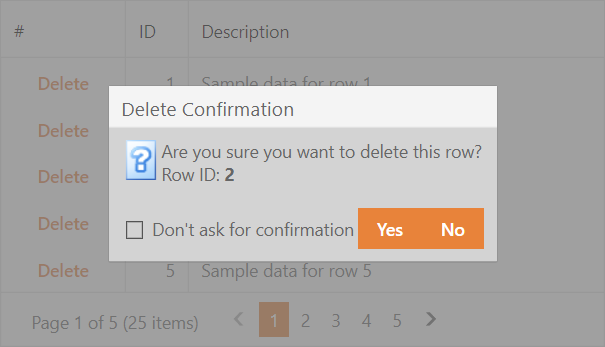 # ID Description
Delete 1 Sample data for row 1
Delete Confirmation
Delete
Are you sure you want to delete this row?
Delete
Row ID: 2
Delete
Don't ask for confirmation Yes No
Delete 5 Sample data for row 5
Page 1 of 5 (25 items) 1 2 3 4 5